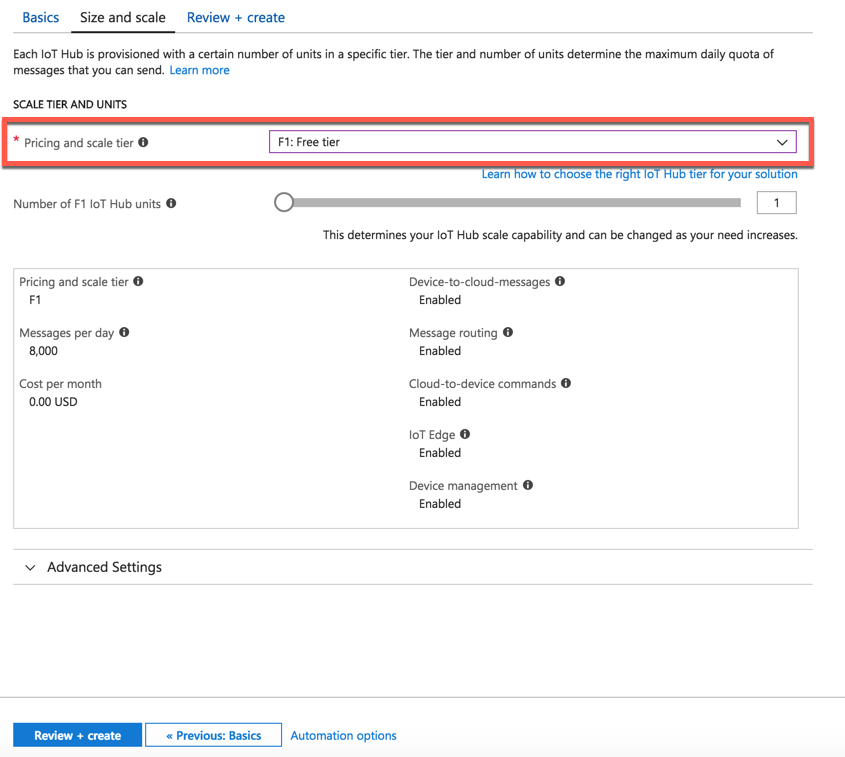 Basics Size and scale Review + create
Each IoT Hub is provisioned with a certain number of units in a specific tier. The tier and number of units determine the maximum daily quota of
messages that you can send. Learn more
SCALE TIER AND UNITS
* Pricing and scale tier F1: Free tier
Learn how to choose the right IoT Hub tier for your solution
Number of F1 IoT Hub units 1
This determines your IoT Hub scale capability and can be changed as your need increases.
Pricing and scale tier
F1
Messages per day
8,000
Cost per month
0.00 USD
Device-to-cloud-messages
Enabled
Message routing
Enabled
Cloud-to-device commands
Enabled
IoT Edge
Enabled
Device management
Enabled
Advanced Settings
Review + create « Previous: Basics Automation options